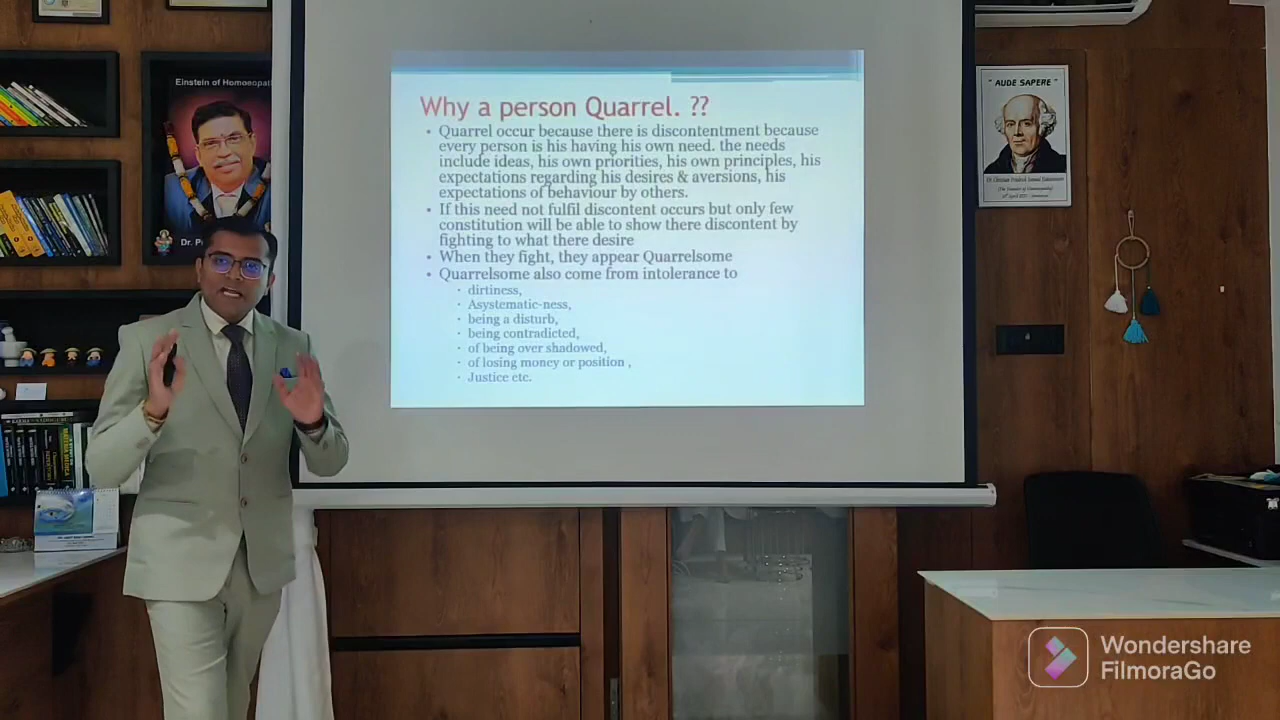 Einstein of Homoeopat
Dr. P
Why a person Quarrel. ??
• Quarrel occur because there is discontentment because
every person is his having his own need. the needs
include ideas, his own priorities, his own principles, his
expectations regarding his desires & aversions, his
expectations of behaviour by others.
• If this need not fulfil discontent occurs but only few
constitution will be able to show there discontent by
fighting to what there desire
• When they fight, they appear Quarrelsome
• Quarrelsome also come from intolerance to
• dirtiness,
• Asystematic-ness,
• being a disturb,
• being contradicted,
• of being over shadowed,
• of losing money or position ,
• Justice etc.
" AUDE SAPERE "
Wondershare
FilmoraGo